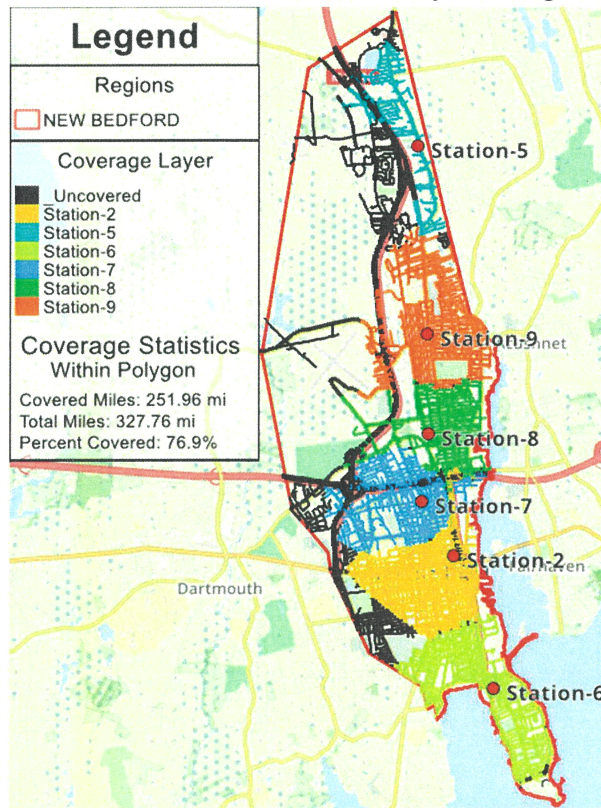 Legend
Regions
NEW BEDFORD
Coverage Layer
_Uncovered
Station-2
Station-5
Station-6
Station-7
Station-8
Station-9
Coverage Statistics
Within Polygon
Covered Miles: 251.96 mi
Total Miles: 327.76 mi
Percent Covered: 76.9%
Station-5
Station-9
Station-8
Station-7
Station-2
Dartmouth
Station-6